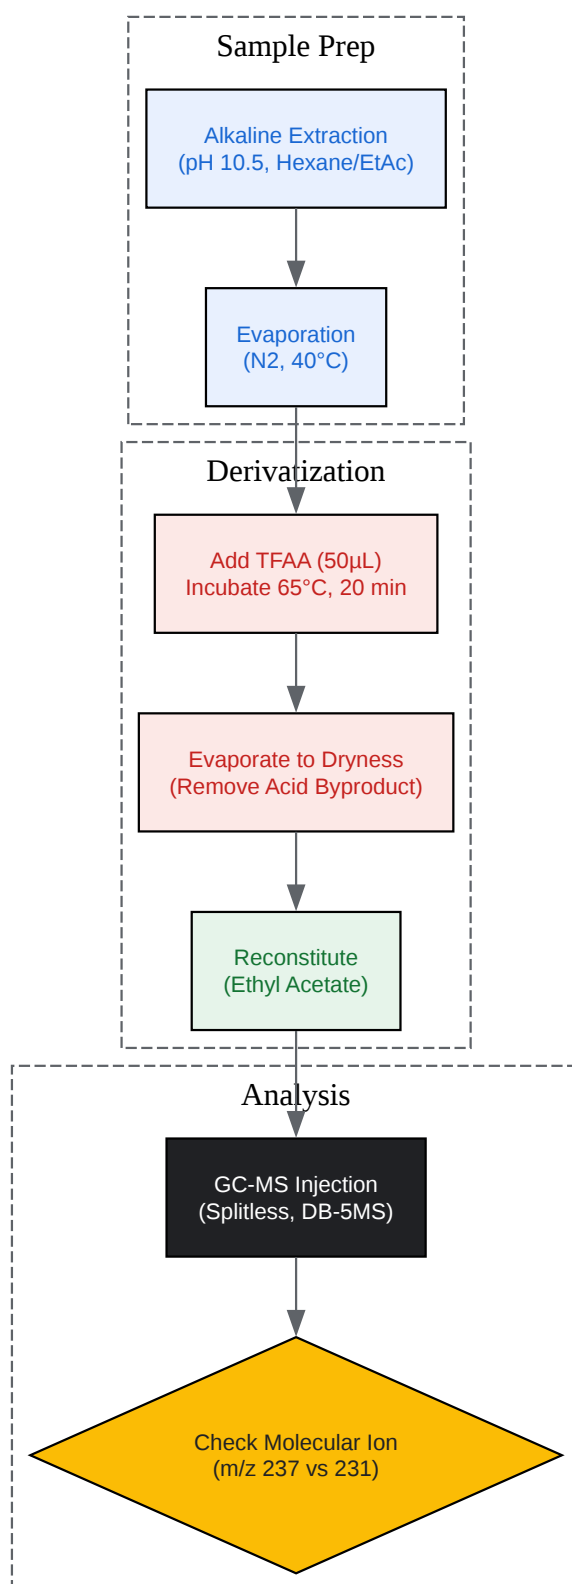 Sample Prep
Alkaline Extraction
(pH 10.5, Hexane/EtAc)
Evaporation
(N2, 40°C)
Derivatization
Add TFAA (50µL)
Incubate 65°C, 20 min
Evaporate to Dryness
(Remove Acid Byproduct)
Reconstitute
(Ethyl Acetate)
Analysis
GC-MS Injection
(Splitless, DB-5MS)
Check Molecular Ion
(m/z 237 vs 231)